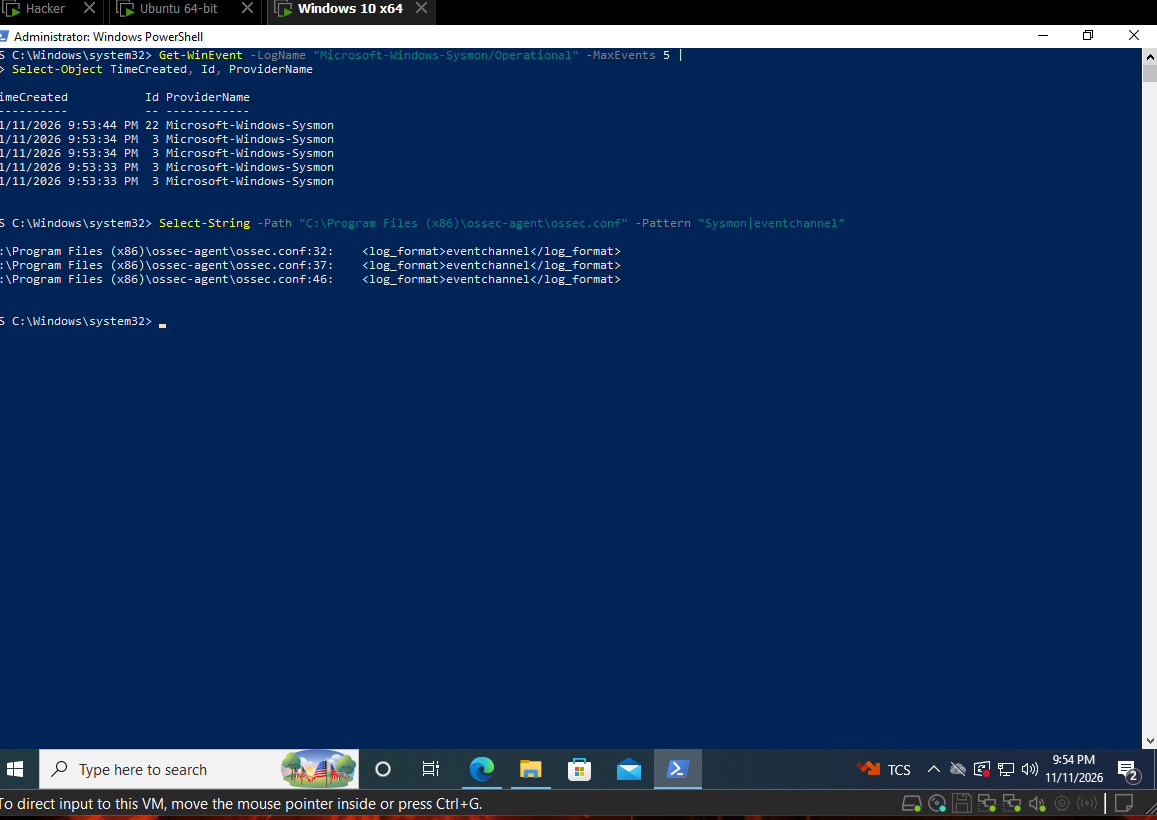 Hacker
Ubuntu 64-bit
Windows 10 x64
Administrator: Windows PowerShell
S C:\Windows\system32> Get-WinEvent -LogName "Microsoft-Windows-Sysmon/Operational" -MaxEvents 5 |
> Select-Object TimeCreated, Id, ProviderName
imeCreated Id ProviderName
---------- -- ------------
1/11/2026 9:53:44 PM 22 Microsoft-Windows-Sysmon
1/11/2026 9:53:34 PM 3 Microsoft-Windows-Sysmon
1/11/2026 9:53:34 PM 3 Microsoft-Windows-Sysmon
1/11/2026 9:53:33 PM 3 Microsoft-Windows-Sysmon
1/11/2026 9:53:33 PM 3 Microsoft-Windows-Sysmon
S C:\Windows\system32> Select-String -Path "C:\Program Files (x86)\ossec-agent\ossec.conf" -Pattern "Sysmon|eventchannel"
:\Program Files (x86)\ossec-agent\ossec.conf:32: <log_format>eventchannel</log_format>
:\Program Files (x86)\ossec-agent\ossec.conf:37: <log_format>eventchannel</log_format>
:\Program Files (x86)\ossec-agent\ossec.conf:46: <log_format>eventchannel</log_format>
S C:\Windows\system32>
Type here to search
TCS
9:54 PM
11/11/2026
2
To direct input to this VM, move the mouse pointer inside or press Ctrl+G.